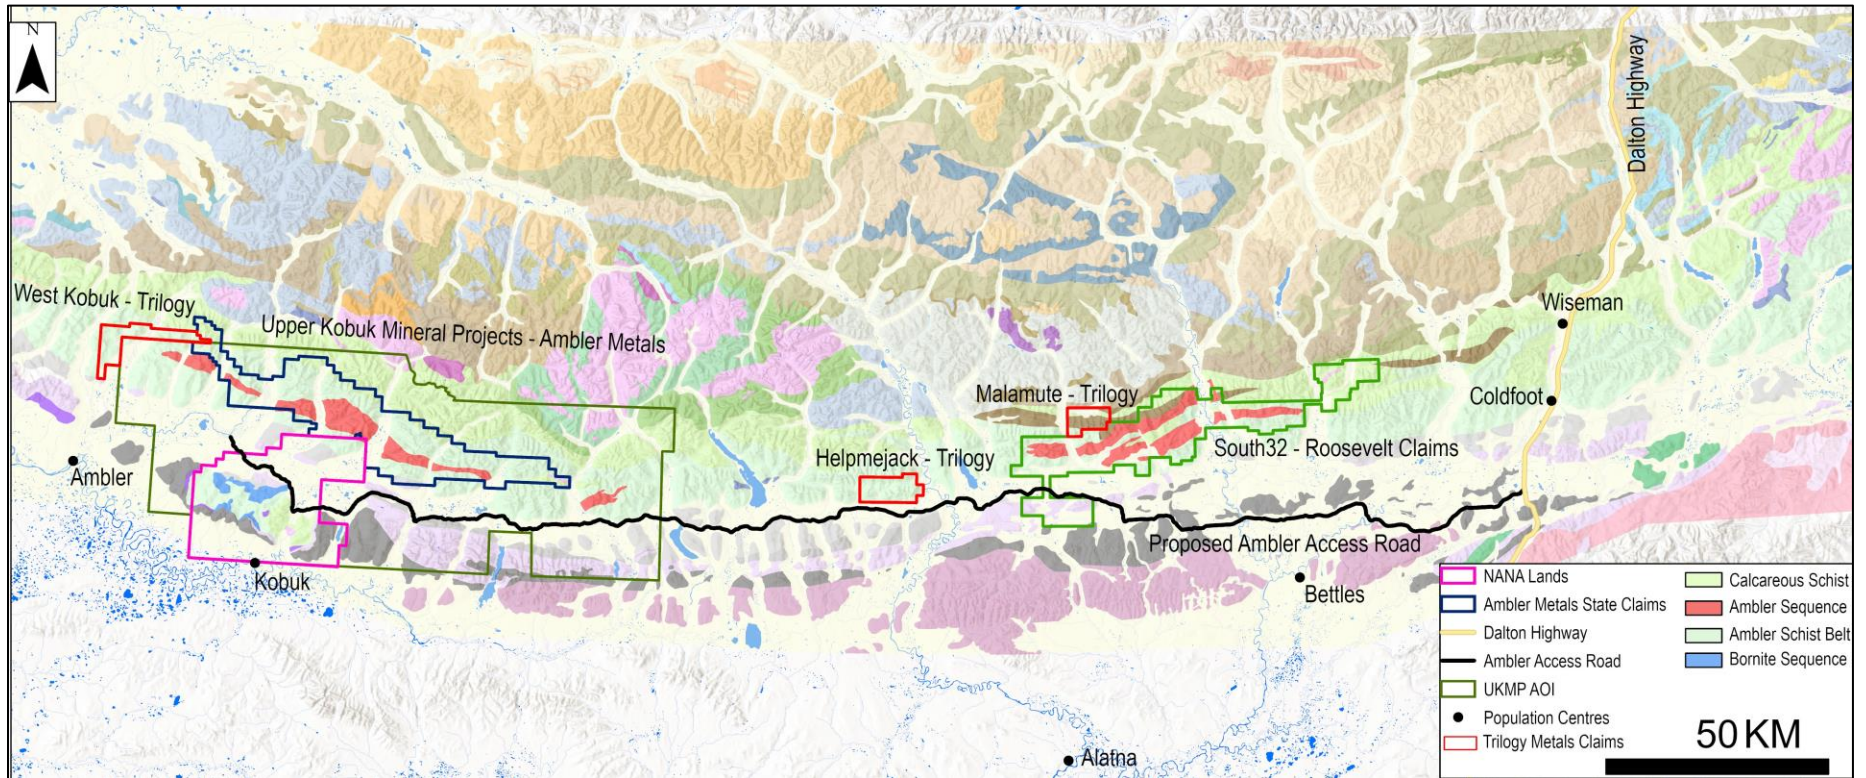 N
Dalton Highway
West Kobuk - Trilogy
Upper Kobuk Mineral Projects - Ambler Metals
Wiseman
Malamute - Trilogy
Coldfoot
South32 - Roosevelt Claims
Helpmejack - Trilogy
Ambler
Proposed Ambler Access Road
Kobuk
Bettles
Alatna
NANA Lands
Ambler Metals State Claims
Dalton Highway
Ambler Access Road
UKMP AOI
Population Centres
Trilogy Metals Claims
Calcareous Schist
Ambler Sequence
Ambler Schist Belt
Bornite Sequence
50 KM